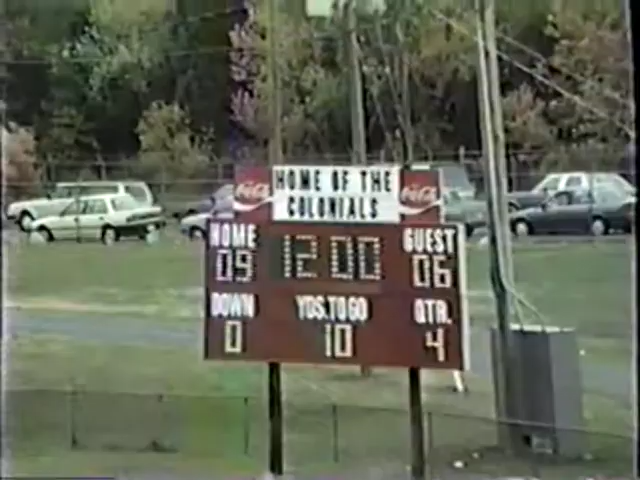 Coca-Cola HOME OF THE Coca-Cola
COLONIALS
HOME 12:00 GUEST
09 06
DOWN YDS.TO GO QTR.
0 10 4